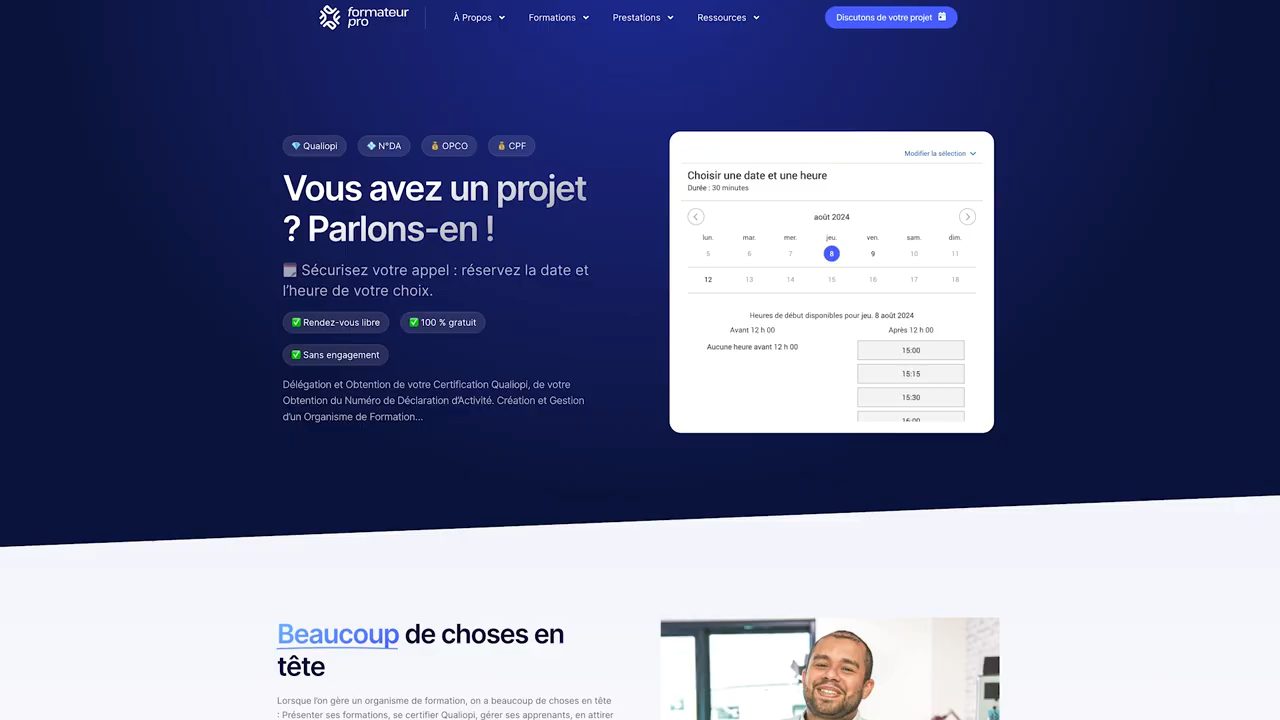 formateur
pro
À Propos
Formations
Prestations
Ressources
Discutons de votre projet
Qualiopi
N°DA
OPCO
CPF
Vous avez un projet
? Parlons-en !
Sécurisez votre appel : réservez la date et
l'heure de votre choix.
Rendez-vous libre
100 % gratuit
Sans engagement
Délégation et Obtention de votre Certification Qualiopi, de votre
Obtention du Numéro de Déclaration d'Activité. Création et Gestion
d'un Organisme de Formation...
Modifier la sélection
Choisir une date et une heure
Durée : 30 minutes
août 2024
lun. mar. mer. jeu. ven. sam. dim.
5 6 7 8 9 10 11
12 13 14 15 16 17 18
Heures de début disponibles pour jeu. 8 août 2024
Avant 12 h 00
Après 12 h 00
Aucune heure avant 12 h 00
15:00
15:15
15:30
16:00
Beaucoup de choses en
tête
Lorsque l'on gère un organisme de formation, on a beaucoup de choses en tête
: Présenter ses formations, se certifier Qualiopi, gérer ses apprenants, en attirer